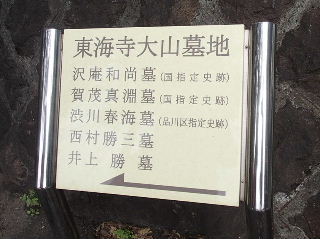 東海寺大山墓地
沢庵和尚墓(国指定史跡)
賀茂真淵墓(国指定史跡)
渋川春海墓(品川区指定史跡)
西村勝三墓
井上勝墓